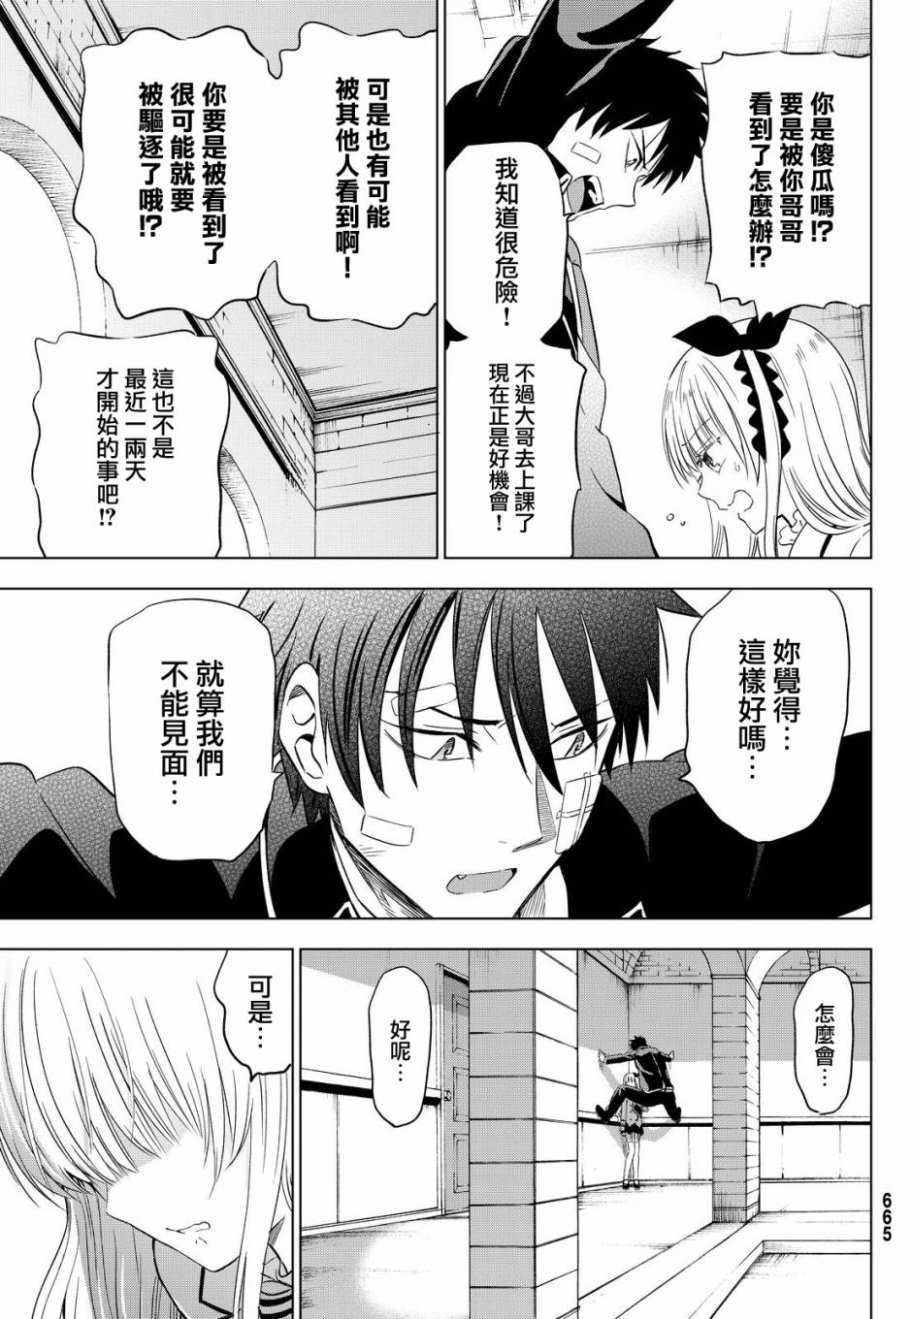 你是傻瓜嗎!?
要是被你哥哥
看到了怎麼辦!?
我知道很危險！
不過大哥去上課了
現在正是好機會！
可是也有可能
被其他人看到啊！
你要是被看到了
很可能就要
被驅逐了哦!?
這也不是
最近一兩天
才開始的事吧!?
妳覺得…
這樣好嗎…
就算我們
不能見面…
怎麼會…
好呢…
可是…
665